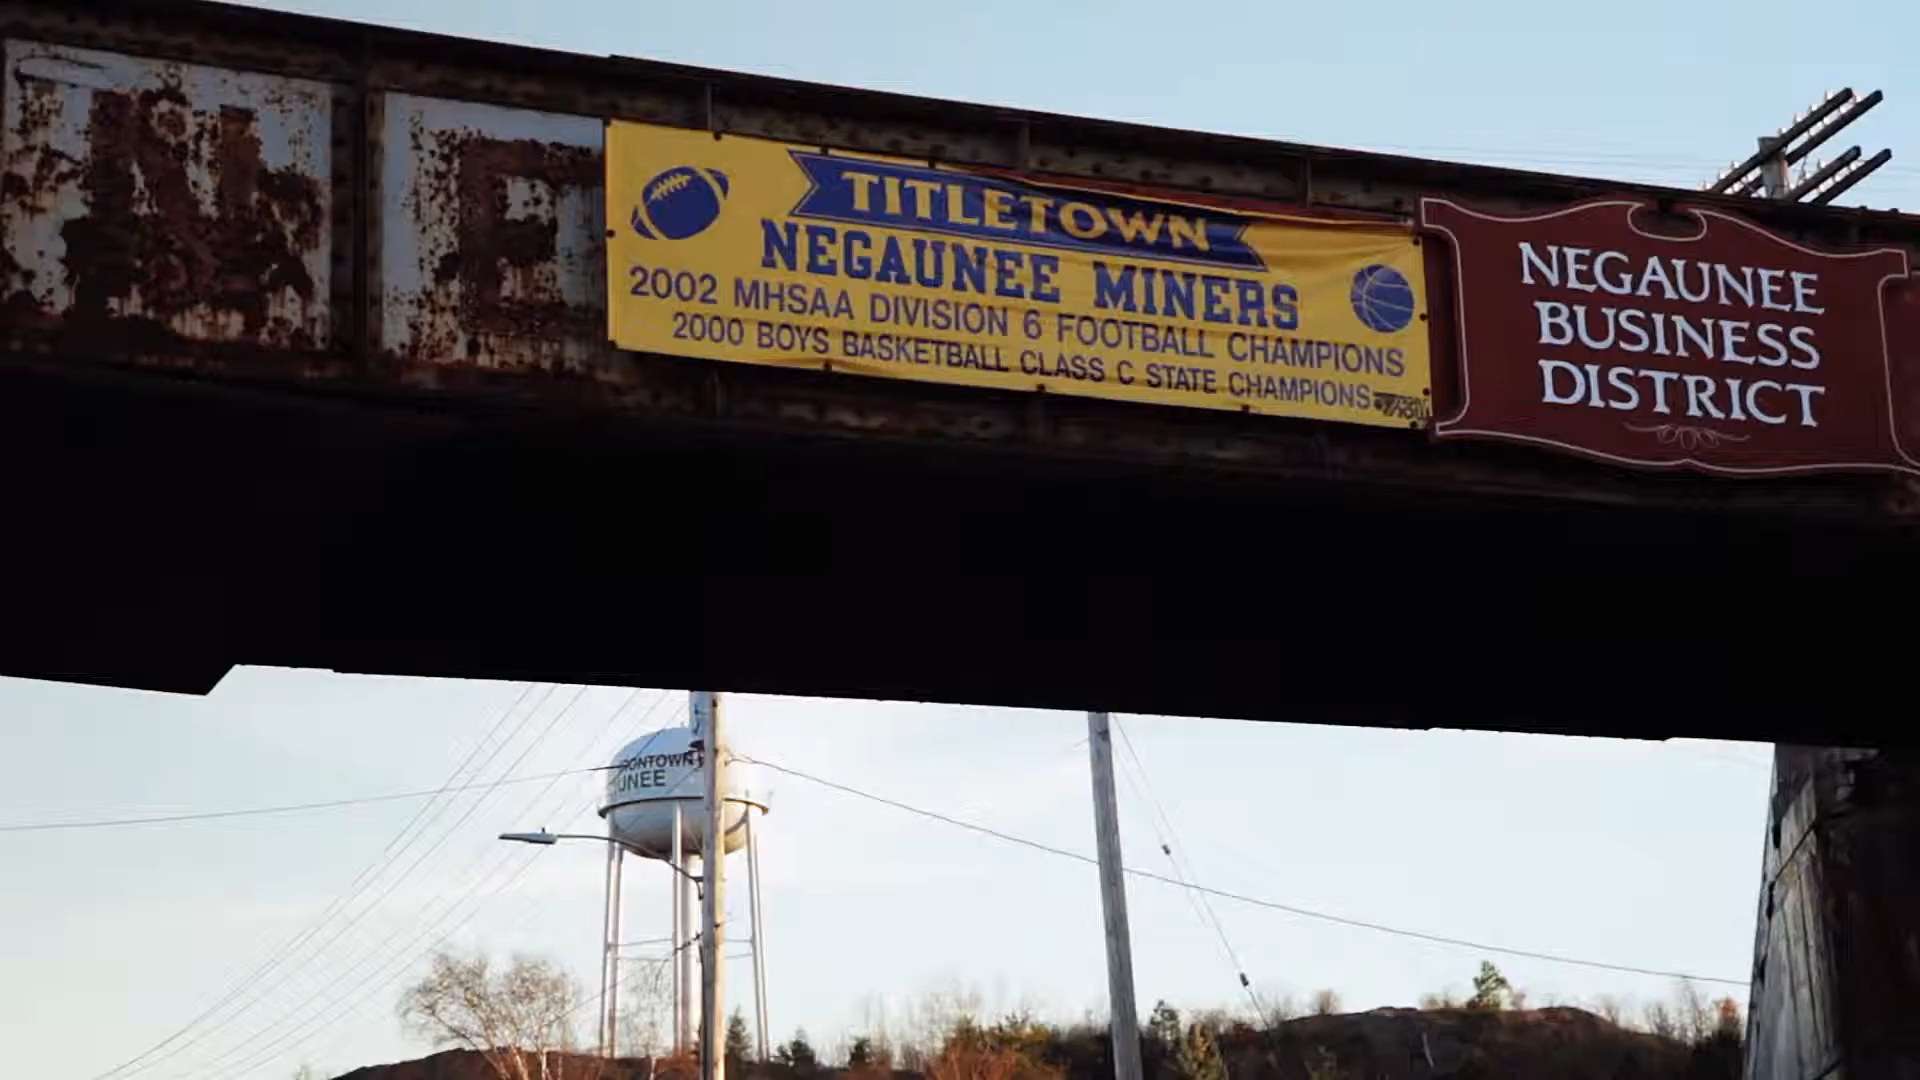 TITLETOWN
NEGAUNEE MINERS
2002 MHSAA DIVISION 6 FOOTBALL CHAMPIONS
2000 BOYS BASKETBALL CLASS C STATE CHAMPIONS
NEGAUNEE
BUSINESS
DISTRICT
RONTOWN
UNEE